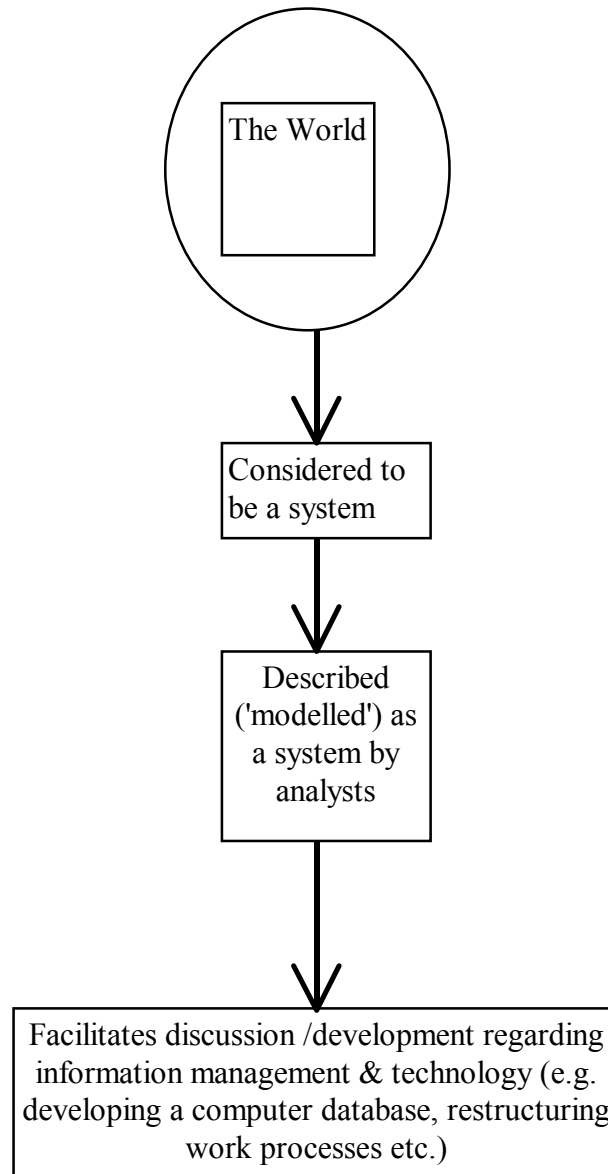 The World
Considered to
be a system
Described
('modelled') as
a system by
analysts
Facilitates discussion /development regarding
information management & technology (e.g.
developing a computer database, restructuring
work processes etc.)